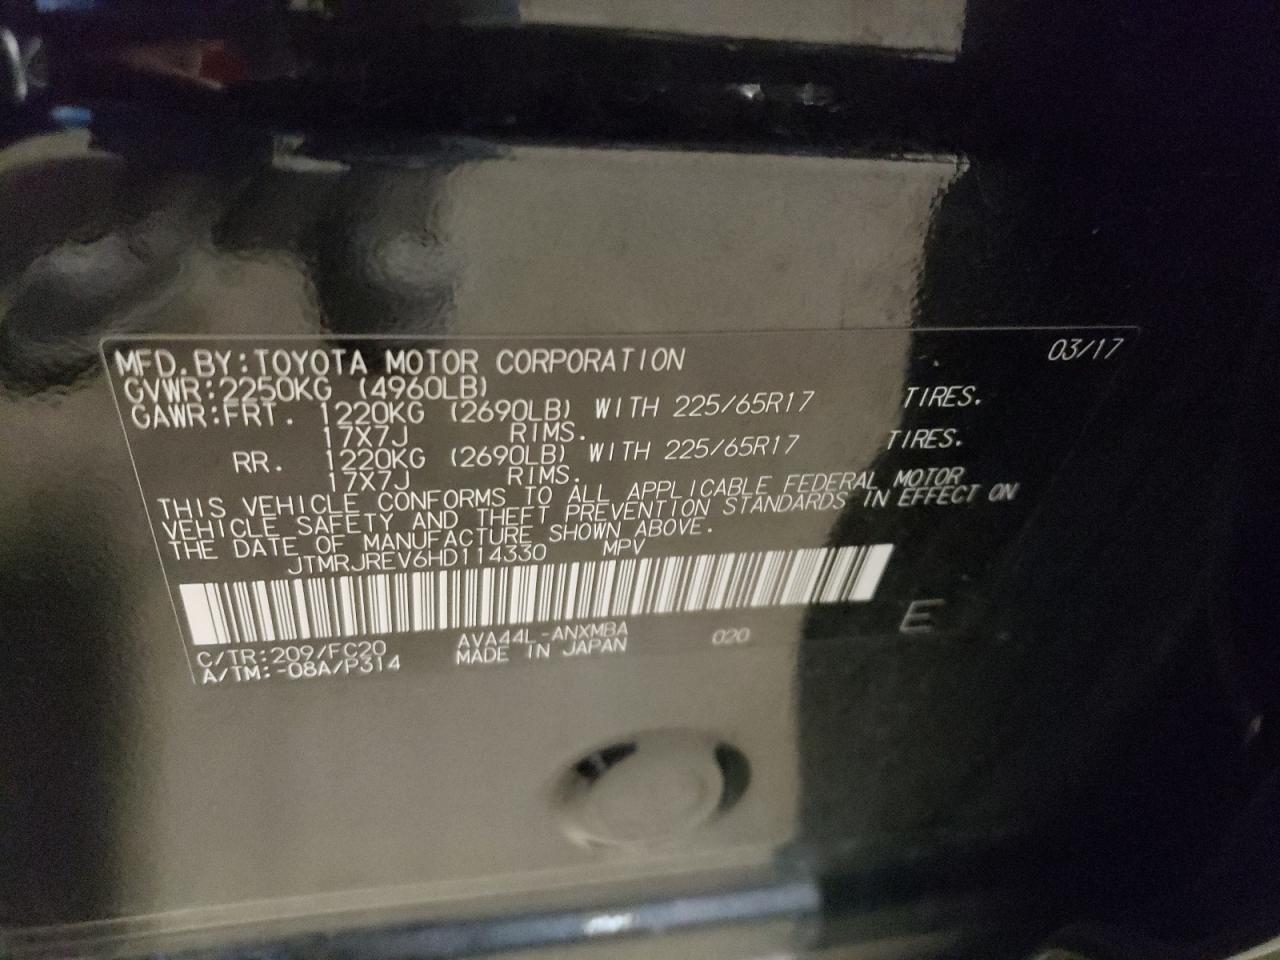 MFD.BY:TOYOTA MOTOR CORPORATION 03/17
GVWR:2250KG (4960LB)
GAWR:FRT. 1220KG (2690LB) WITH 225/65R17 TIRES.
17X7J RIMS.
RR. 1220KG (2690LB) WITH 225/65R17 TIRES.
17X7J RIMS.
THIS VEHICLE CONFORMS TO ALL APPLICABLE FEDERAL MOTOR
VEHICLE SAFETY AND THEFT PREVENTION STANDARDS IN EFFECT ON
THE DATE OF MANUFACTURE SHOWN ABOVE.
JTMRJREV6HD114330 MPV
E
C/TR:209/FC20 AVA44L-ANXMBA 020
A/TM:-08A/P314 MADE IN JAPAN